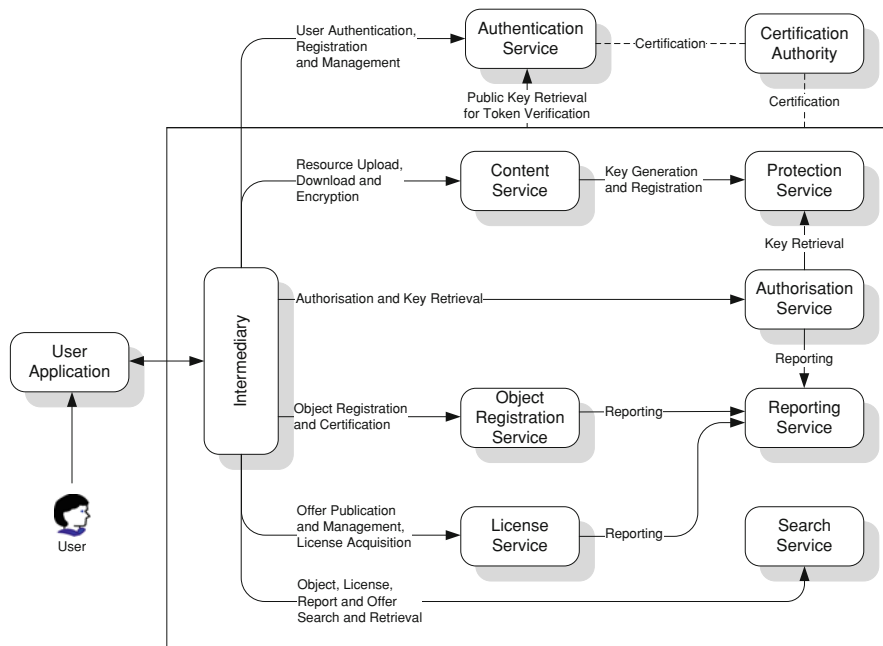 User Authentication,
Registration
and Management
Authentication
Service
Certification
Certification
Authority
Public Key Retrieval
for Token Verification
Certification
Resource Upload,
Download and
Encryption
Content
Service
Key Generation
and Registration
Protection
Service
Key Retrieval
Authorisation and Key Retrieval
Authorisation
Service
Intermediary
User
Application
Reporting
Object Registration
and Certification
Object
Registration
Service
Reporting
Reporting
Service
User
Offer Publication
and Management,
License Acquisition
License
Service
Reporting
Search
Service
Object, License,
Report and Offer
Search and Retrieval